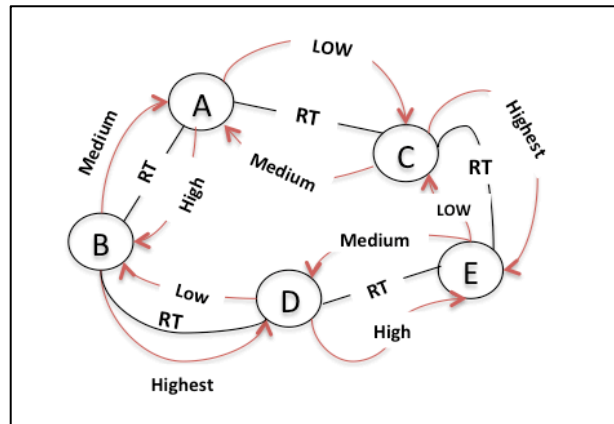 LOW
A
RT
Highest
Medium
C
RT
RT
Medium
High
LOW
B
Medium
E
Low
D
RT
RT
High
Highest